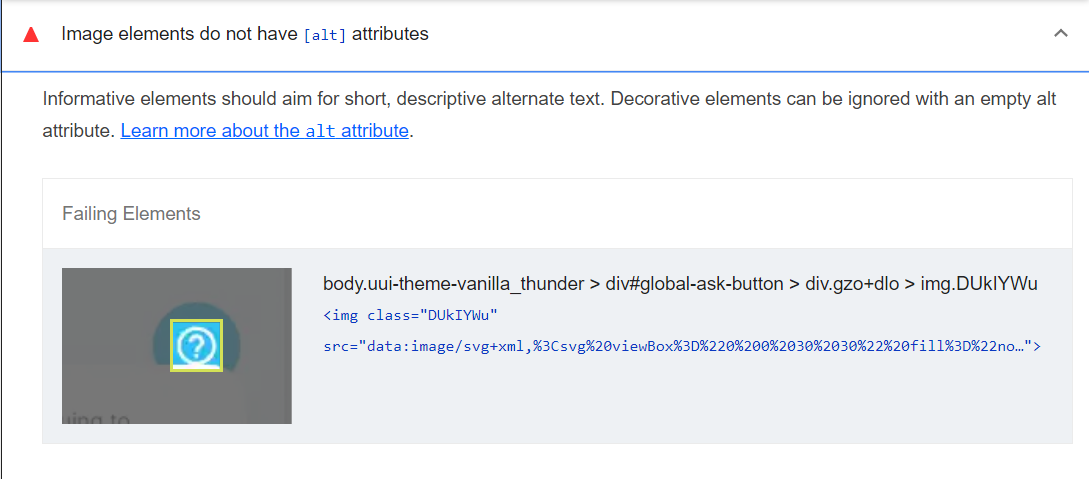 Image elements do not have [alt] attributes
Informative elements should aim for short, descriptive alternate text. Decorative elements can be ignored with an empty alt
attribute. Learn more about the alt attribute.
Failing Elements
body.uui-theme-vanilla_thunder > div#global-ask-button > div.gzo+dlo > img.DUkIYWu
<img class="DUkIYWu"
src="data:image/svg+xml,%3Csvg%20viewBox%3D%220%200%2030%2030%22%20fill%3D%22no…">
?
to